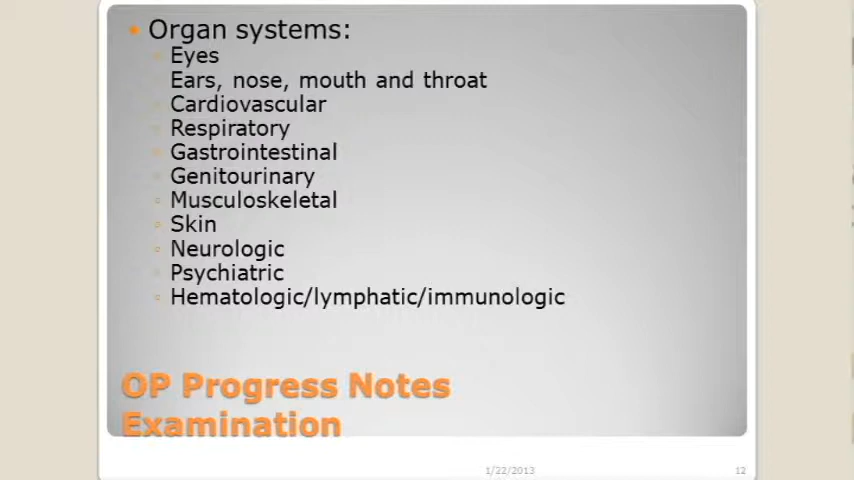 Organ systems:
Eyes
Ears, nose, mouth and throat
Cardiovascular
Respiratory
Gastrointestinal
Genitourinary
Musculoskeletal
Skin
Neurologic
Psychiatric
Hematologic/lymphatic/immunologic
OP Progress Notes
Examination
1/22/2013 12